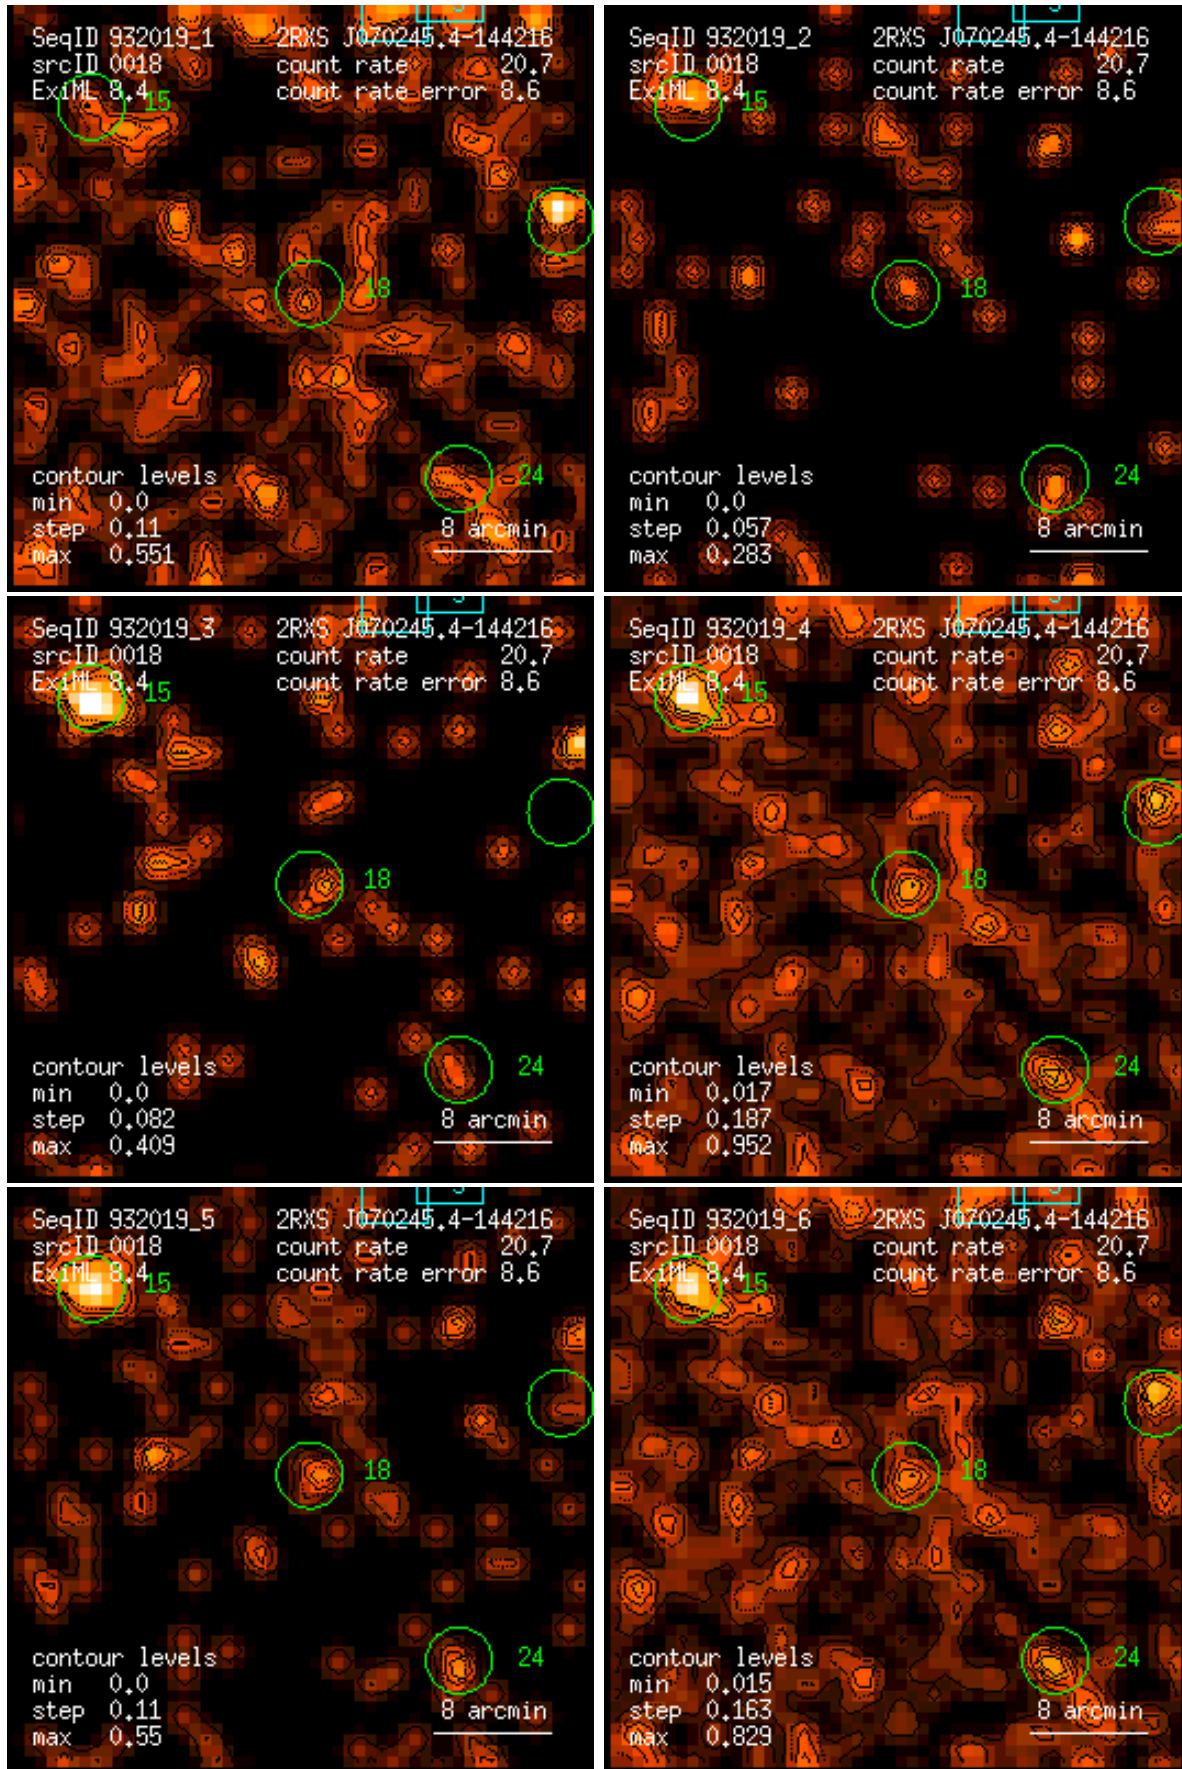 SeqID 932019_1 2RXS J070245.4-144216
srcID 0018 count rate 20.7
ExiML 8.4 count rate error 8.6
15
18
24
contour levels
min 0.0
step 0.11
max 0.551
8 arcmin
SeqID 932019_2 2RXS J070245.4-144216
srcID 0018 count rate 20.7
ExiML 8.4 count rate error 8.6
15
18
24
contour levels
min 0.0
step 0.057
max 0.283
8 arcmin
SeqID 932019_3 2RXS J070245.4-144216
srcID 0018 count rate 20.7
ExiML 8.4 count rate error 8.6
15
18
24
contour levels
min 0.0
step 0.082
max 0.409
8 arcmin
SeqID 932019_4 2RXS J070245.4-144216
srcID 0018 count rate 20.7
ExiML 8.4 count rate error 8.6
15
18
24
contour levels
min 0.017
step 0.187
max 0.952
8 arcmin
SeqID 932019_5 2RXS J070245.4-144216
srcID 0018 count rate 20.7
ExiML 8.4 count rate error 8.6
15
18
24
contour levels
min 0.0
step 0.11
max 0.55
8 arcmin
SeqID 932019_6 2RXS J070245.4-144216
srcID 0018 count rate 20.7
ExiML 8.4 count rate error 8.6
15
18
24
contour levels
min 0.015
step 0.163
max 0.829
8 arcmin